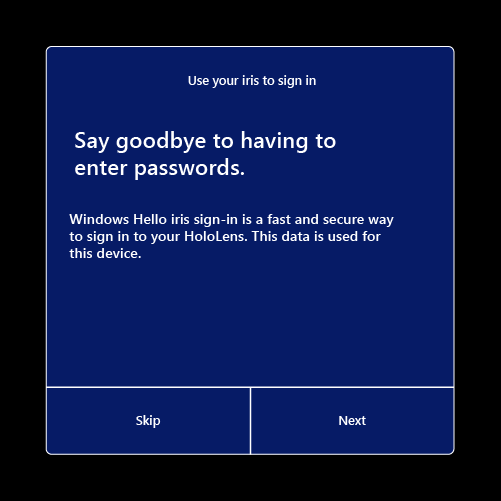 Use your iris to sign in
Say goodbye to having to
enter passwords.
Windows Hello iris sign-in is a fast and secure way
to sign in to your HoloLens. This data is used for
this device.
Skip
Next